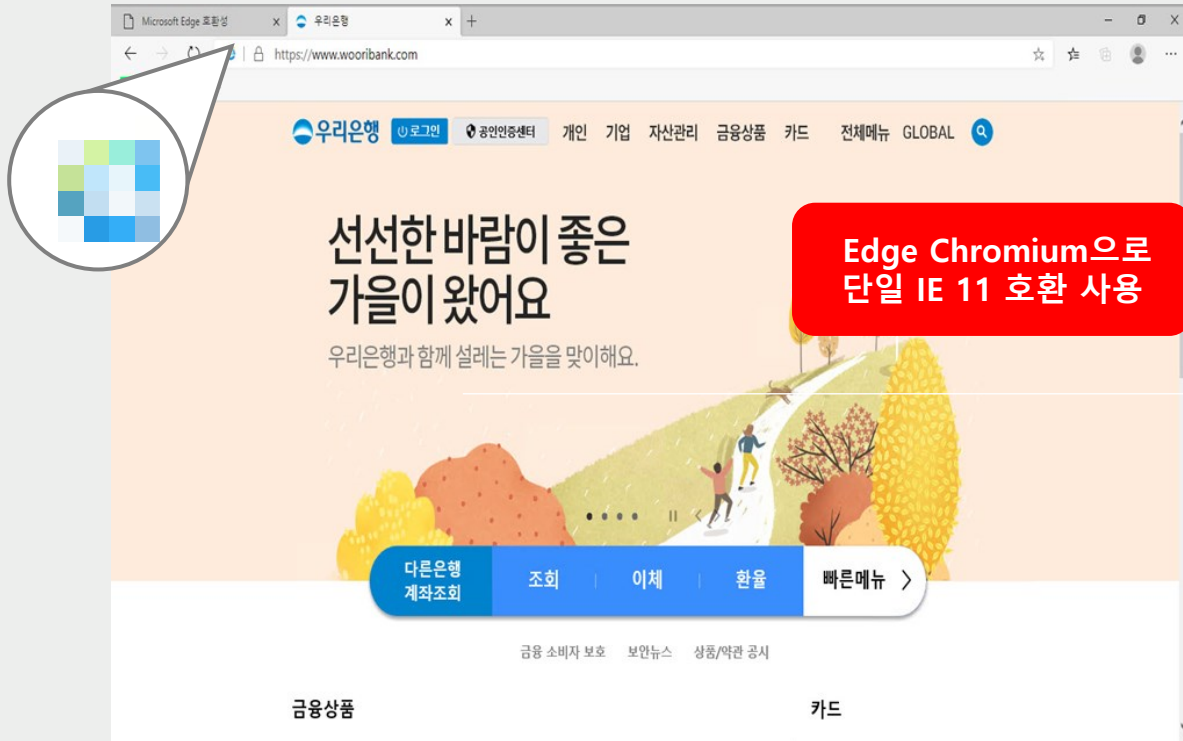 Microsoft Edge 호환성
우리은행
https://www.wooribank.com
우리은행 로그인 공인인증센터 개인 기업 자산관리 금융상품 카드 전체메뉴 GLOBAL
선선한 바람이 좋은
가을이 왔어요
우리은행과 함께 설레는 가을을 맞이해요.
Edge Chromium으로
단일 IE 11 호환 사용
다른은행
계좌조회
조회 이체 환율 빠른메뉴
금융 소비자 보호 보안뉴스 상품/약관 공시
금융상품 카드